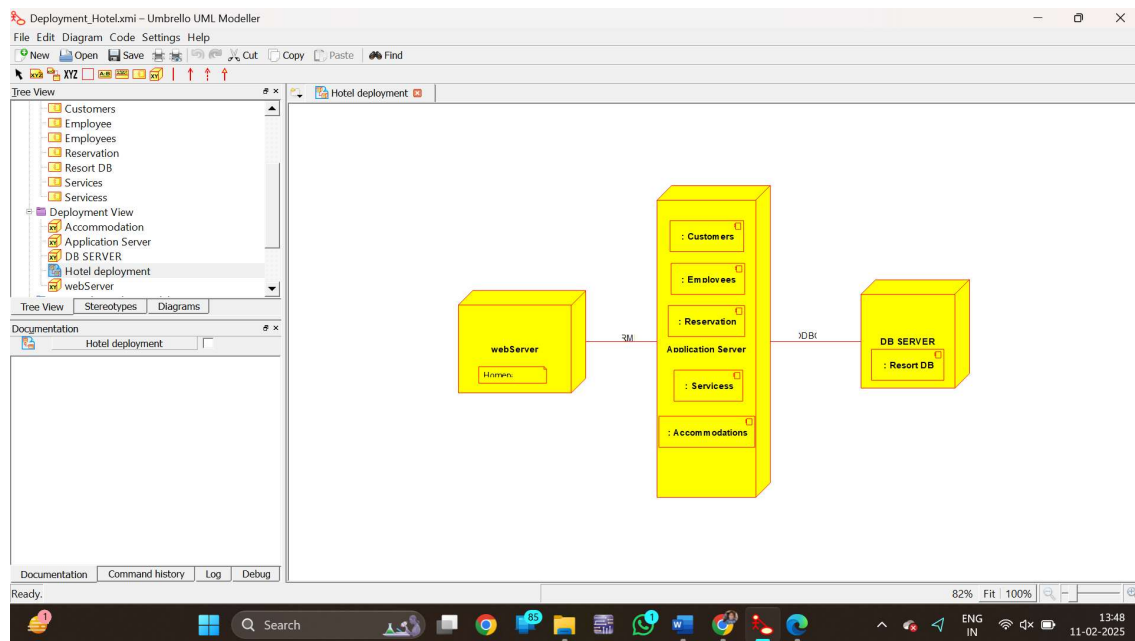 Deployment_Hotel.xmi – Umbrello UML Modeller
File Edit Diagram Code Settings Help
New Open Save Cut Copy Paste Find
XYZ
Tree View
Hotel deployment
Customers
Employee
Employees
Reservation
Resort DB
Services
Servicess
Deployment View
Accommodation
Application Server
DB SERVER
Hotel deployment
webServer
Tree View Stereotypes Diagrams
Documentation
Hotel deployment
Documentation Command history Log Debug
: Customers
: Employees
: Reservation
Application Server
: Servicess
: Accommodations
webServer
RM
DB SERVER
: Resort DB
Ready.
82% Fit 100%
1
Search
85
1
ENG
IN
13:48
11-02-2025